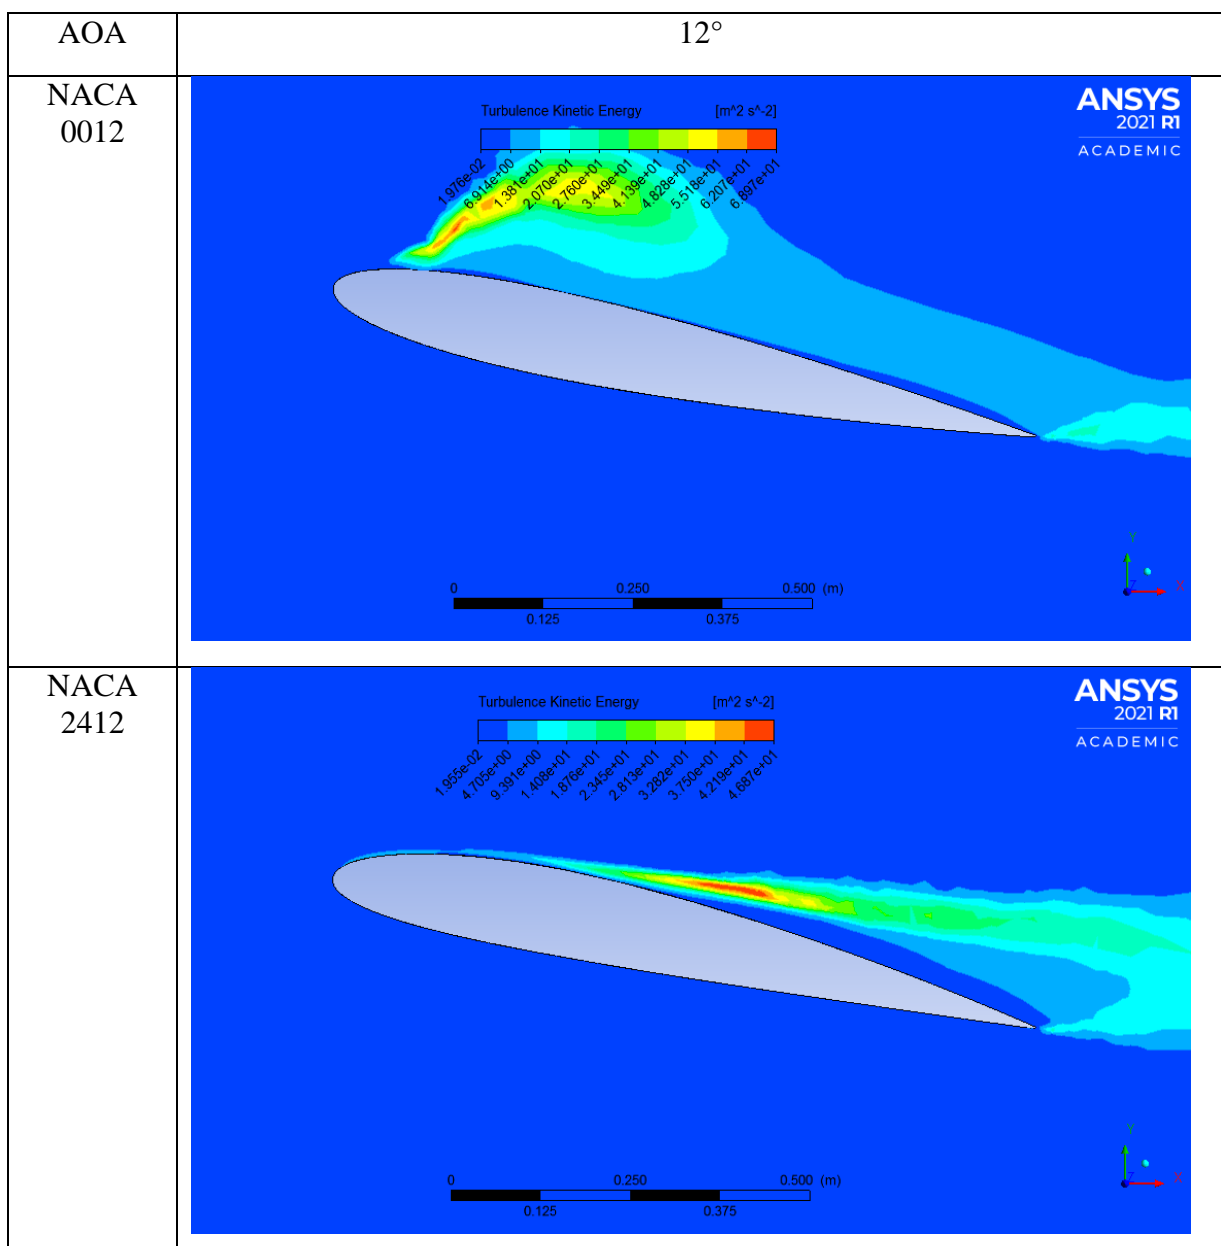 AOA
12°
NACA
0012
Turbulence Kinetic Energy [m^2 s^-2]
1.976e-02 6.914e+00 1.381e+01 2.070e+01 2.760e+01 3.449e+01 4.139e+01 4.828e+01 5.518e+01 6.207e+01 6.897e+01
ANSYS
2021 R1
ACADEMIC
Y
Z X
0 0.250 0.500 (m)
0.125 0.375
NACA
2412
Turbulence Kinetic Energy [m^2 s^-2]
1.955e-02 4.705e+00 9.391e+00 1.408e+01 1.876e+01 2.345e+01 2.813e+01 3.282e+01 3.750e+01 4.219e+01 4.687e+01
ANSYS
2021 R1
ACADEMIC
Y
Z X
0 0.250 0.500 (m)
0.125 0.375